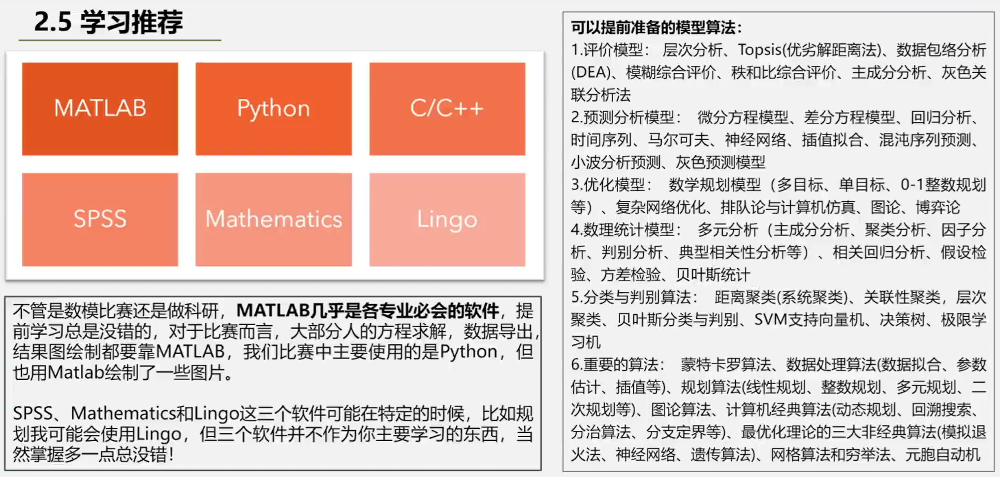 2.5 学习推荐
MATLAB
Python
C/C++
SPSS
Mathematics
Lingo
不管是数模比赛还是做科研，MATLAB几乎是各专业必会的软件，提
前学习总是没错的，对于比赛而言，大部分人的方程求解，数据导出，
结果图绘制都要靠MATLAB，我们比赛中主要使用的是Python，但
也用Matlab绘制了一些图片。
SPSS、Mathematics和Lingo这三个软件可能在特定的时候，比如规
划我可能会使用Lingo，但三个软件并不作为你主要学习的东西，当
然掌握多一点总没错！
可以提前准备的模型算法：
1.评价模型： 层次分析、Topsis(优劣解距离法)、数据包络分析
(DEA)、模糊综合评价、秩和比综合评价、主成分分析、灰色关
联分析法
2.预测分析模型： 微分方程模型、差分方程模型、回归分析、
时间序列、马尔可夫、神经网络、插值拟合、混沌序列预测、
小波分析预测、灰色预测模型
3.优化模型： 数学规划模型（多目标、单目标、0-1整数规划
等）、复杂网络优化、排队论与计算机仿真、图论、博弈论
4.数理统计模型： 多元分析（主成分分析、聚类分析、因子分
析、判别分析、典型相关性分析等）、相关回归分析、假设检
验、方差检验、贝叶斯统计
5.分类与判别算法： 距离聚类(系统聚类)、关联性聚类，层次
聚类、贝叶斯分类与判别、SVM支持向量机、决策树、极限学
习机
6.重要的算法： 蒙特卡罗算法、数据处理算法(数据拟合、参数
估计、插值等)、规划算法(线性规划、整数规划、多元规划、二
次规划等)、图论算法、计算机经典算法(动态规划、回溯搜索、
分治算法、分支定界等)、最优化理论的三大非经典算法(模拟退
火法、神经网络、遗传算法)、网格算法和穷举法、元胞自动机